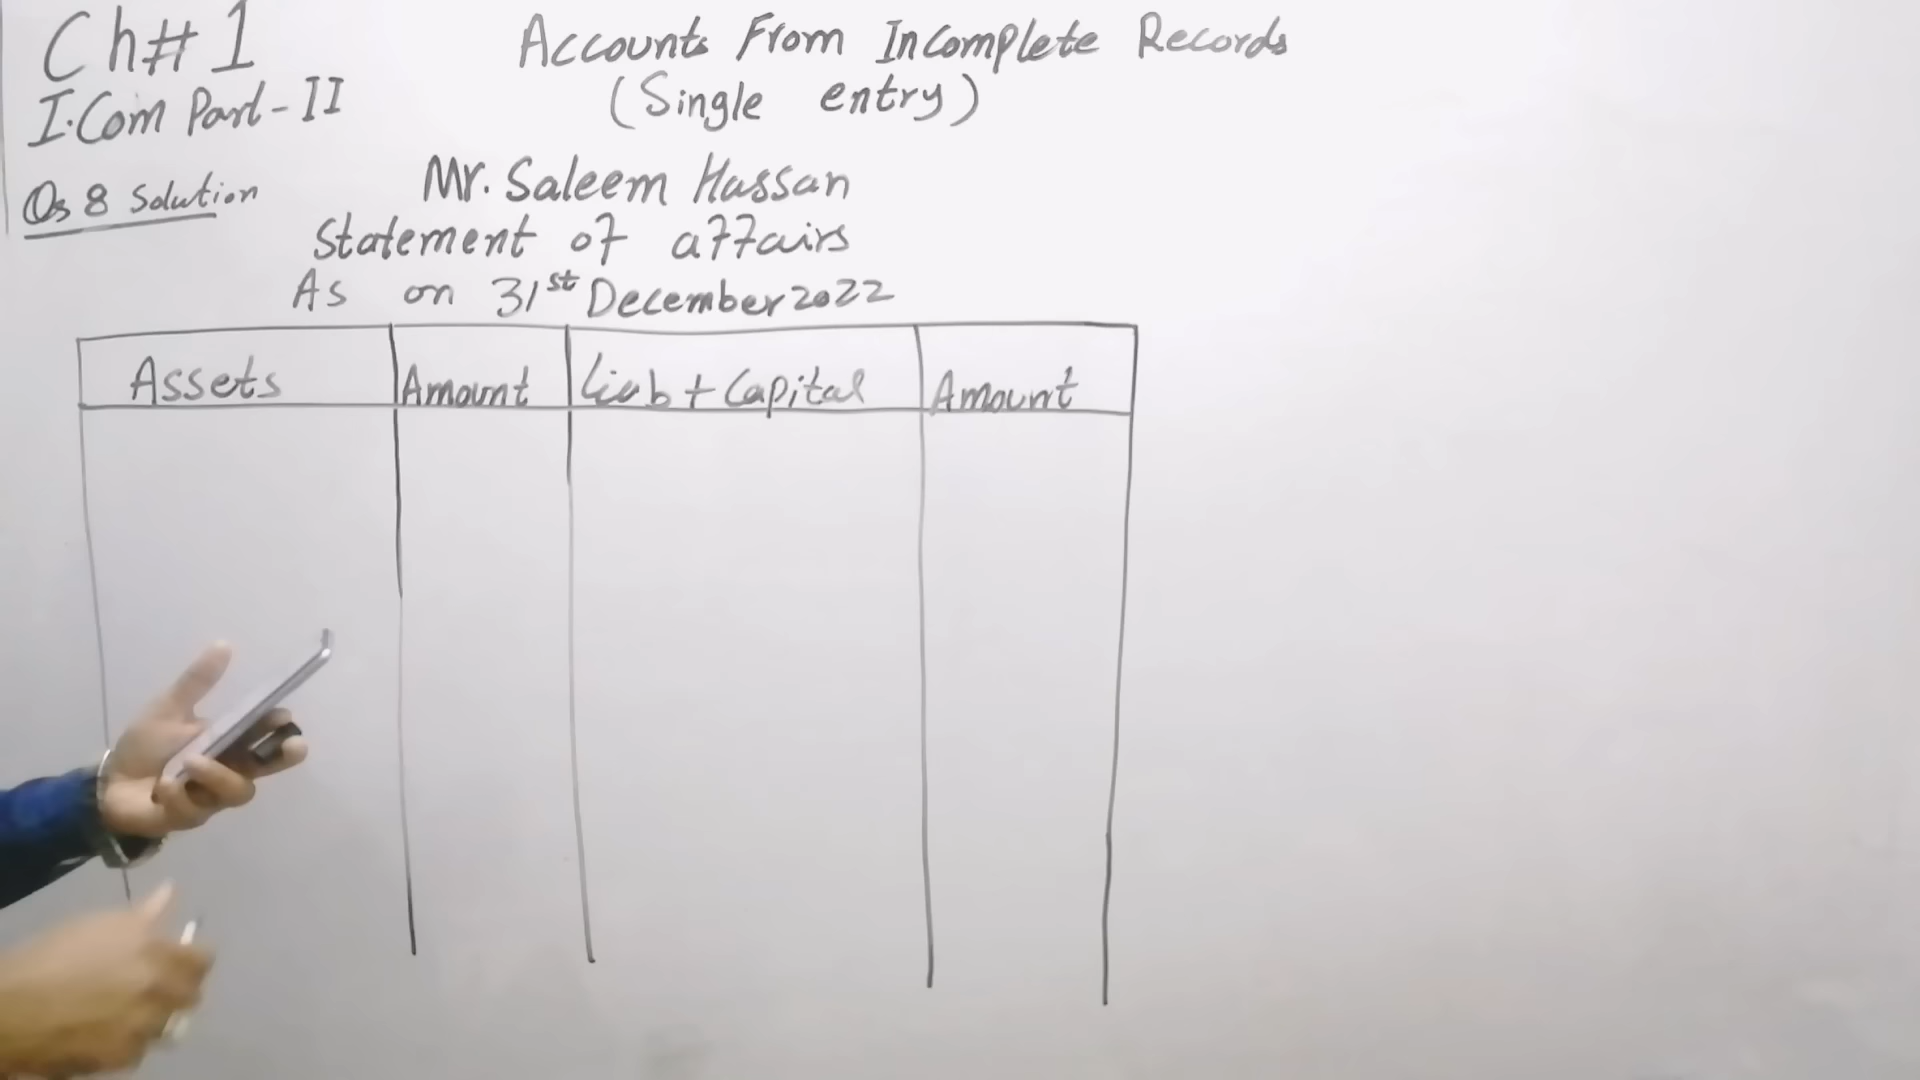 Ch# 1
I.Com Part-II
Qs 8 Solution
Accounts From Incomplete Records
(Single entry)
Mr. Saleem Hassan
Statement of affairs
As on 31st December 2022
Assets
Amount
Liab + Capital
Amount